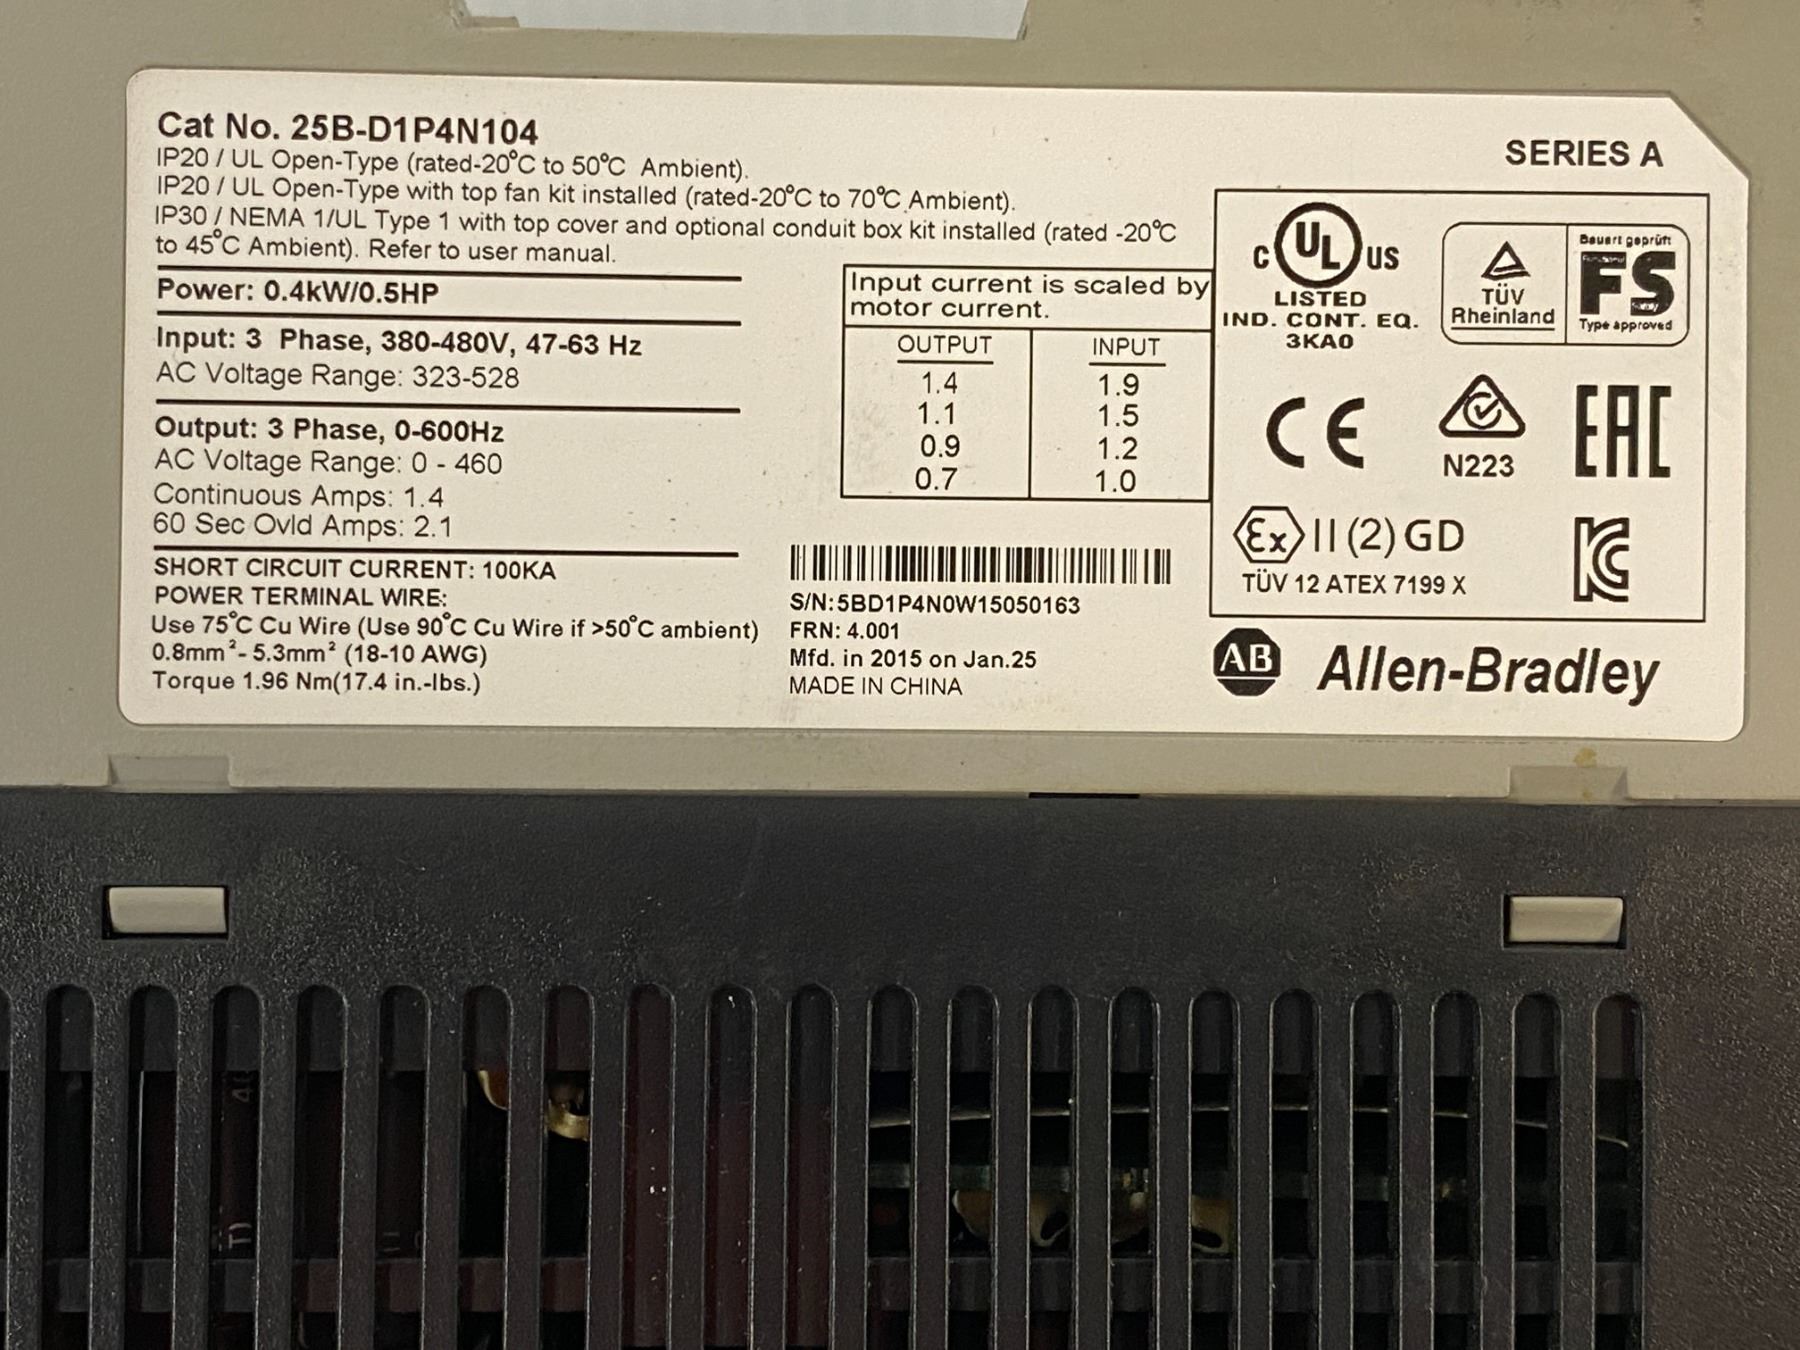 Cat No. 25B-D1P4N104
IP20 / UL Open-Type (rated-20°C to 50°C Ambient).
IP20 / UL Open-Type with top fan kit installed (rated-20°C to 70°C Ambient).
IP30 / NEMA 1/UL Type 1 with top cover and optional conduit box kit installed (rated -20°C
to 45°C Ambient). Refer to user manual.
Power: 0.4kW/0.5HP
Input: 3 Phase, 380-480V, 47-63 Hz
AC Voltage Range: 323-528
Output: 3 Phase, 0-600Hz
AC Voltage Range: 0 - 460
Continuous Amps: 1.4
60 Sec Ovld Amps: 2.1
SHORT CIRCUIT CURRENT: 100KA
POWER TERMINAL WIRE:
Use 75°C Cu Wire (Use 90°C Cu Wire if >50°C ambient)
0.8mm²- 5.3mm² (18-10 AWG)
Torque 1.96 Nm(17.4 in.-lbs.)
Input current is scaled by
motor current.
OUTPUT INPUT
1.4 1.9
1.1 1.5
0.9 1.2
0.7 1.0
S/N:5BD1P4N0W15050163
FRN: 4.001
Mfd. in 2015 on Jan.25
MADE IN CHINA
SERIES A
C UL US
LISTED
IND. CONT. EQ.
3KA0
TÜV
Rheinland
Bauart geprüft
Functional
FS
Safety
Type approved
CE
N223
EAC
Ex II (2) GD
TÜV 12 ATEX 7199 X
KC
AB Allen-Bradley